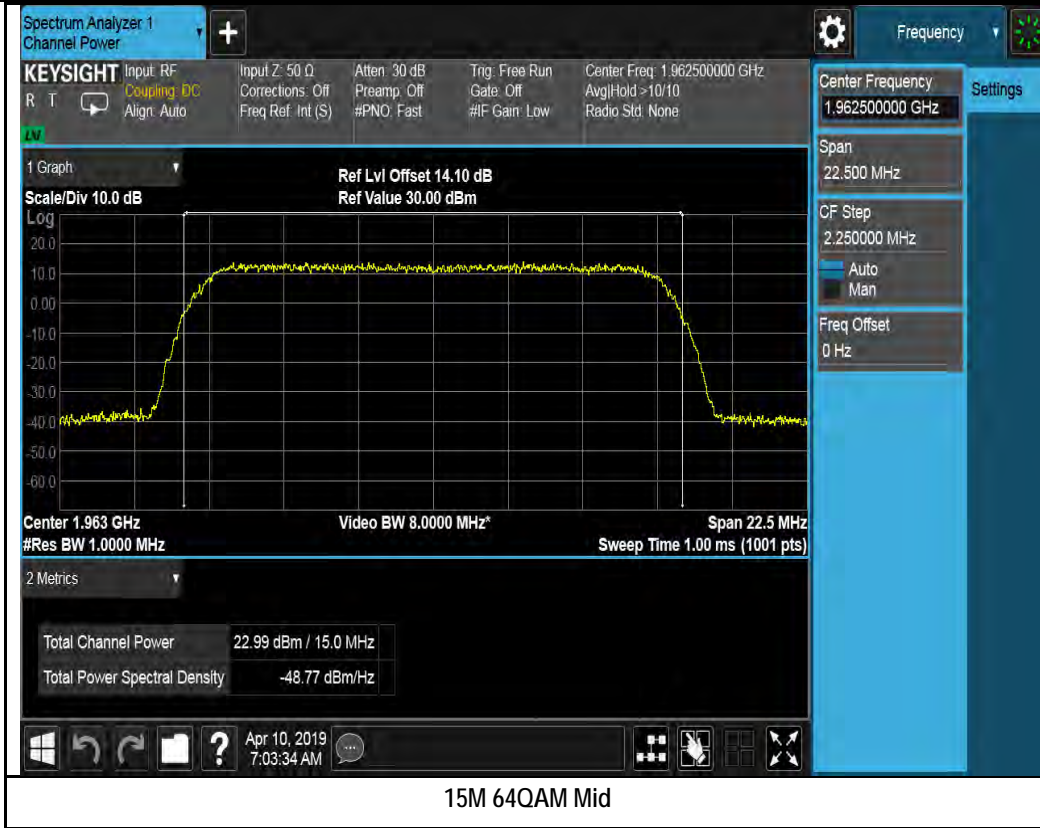 Spectrum Analyzer 1
Channel Power
+
Frequency
KEYSIGHT
R T
LV
Input: RF
Coupling: DC
Align: Auto
Input Z: 50 Ω
Corrections: Off
Freq Ref: Int (S)
Atten: 30 dB
Preamp: Off
#PNO: Fast
Trig: Free Run
Gate: Off
#IF Gain: Low
Center Freq: 1.962500000 GHz
Avg|Hold:>10/10
Radio Std: None
Center Frequency
1.962500000 GHz
Settings
Span
22.500 MHz
CF Step
2.250000 MHz
Auto
Man
Freq Offset
0 Hz
1 Graph
Scale/Div 10.0 dB
Ref Lvl Offset 14.10 dB
Ref Value 30.00 dBm
Log
20.0
10.0
0.00
-10.0
-20.0
-30.0
-40.0
-50.0
-60.0
Center 1.963 GHz
#Res BW 1.0000 MHz
Video BW 8.0000 MHz*
Span 22.5 MHz
Sweep Time 1.00 ms (1001 pts)
2 Metrics
Total Channel Power 22.99 dBm / 15.0 MHz
Total Power Spectral Density -48.77 dBm/Hz
?
Apr 10, 2019
7:03:34 AM
15M 64QAM Mid